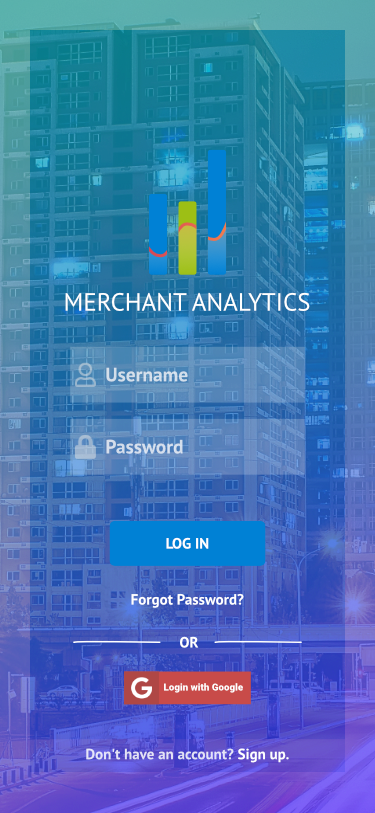 MERCHANT ANALYTICS
Username
Password
LOG IN
Forgot Password?
OR
Login with Google
Don't have an account? Sign up.